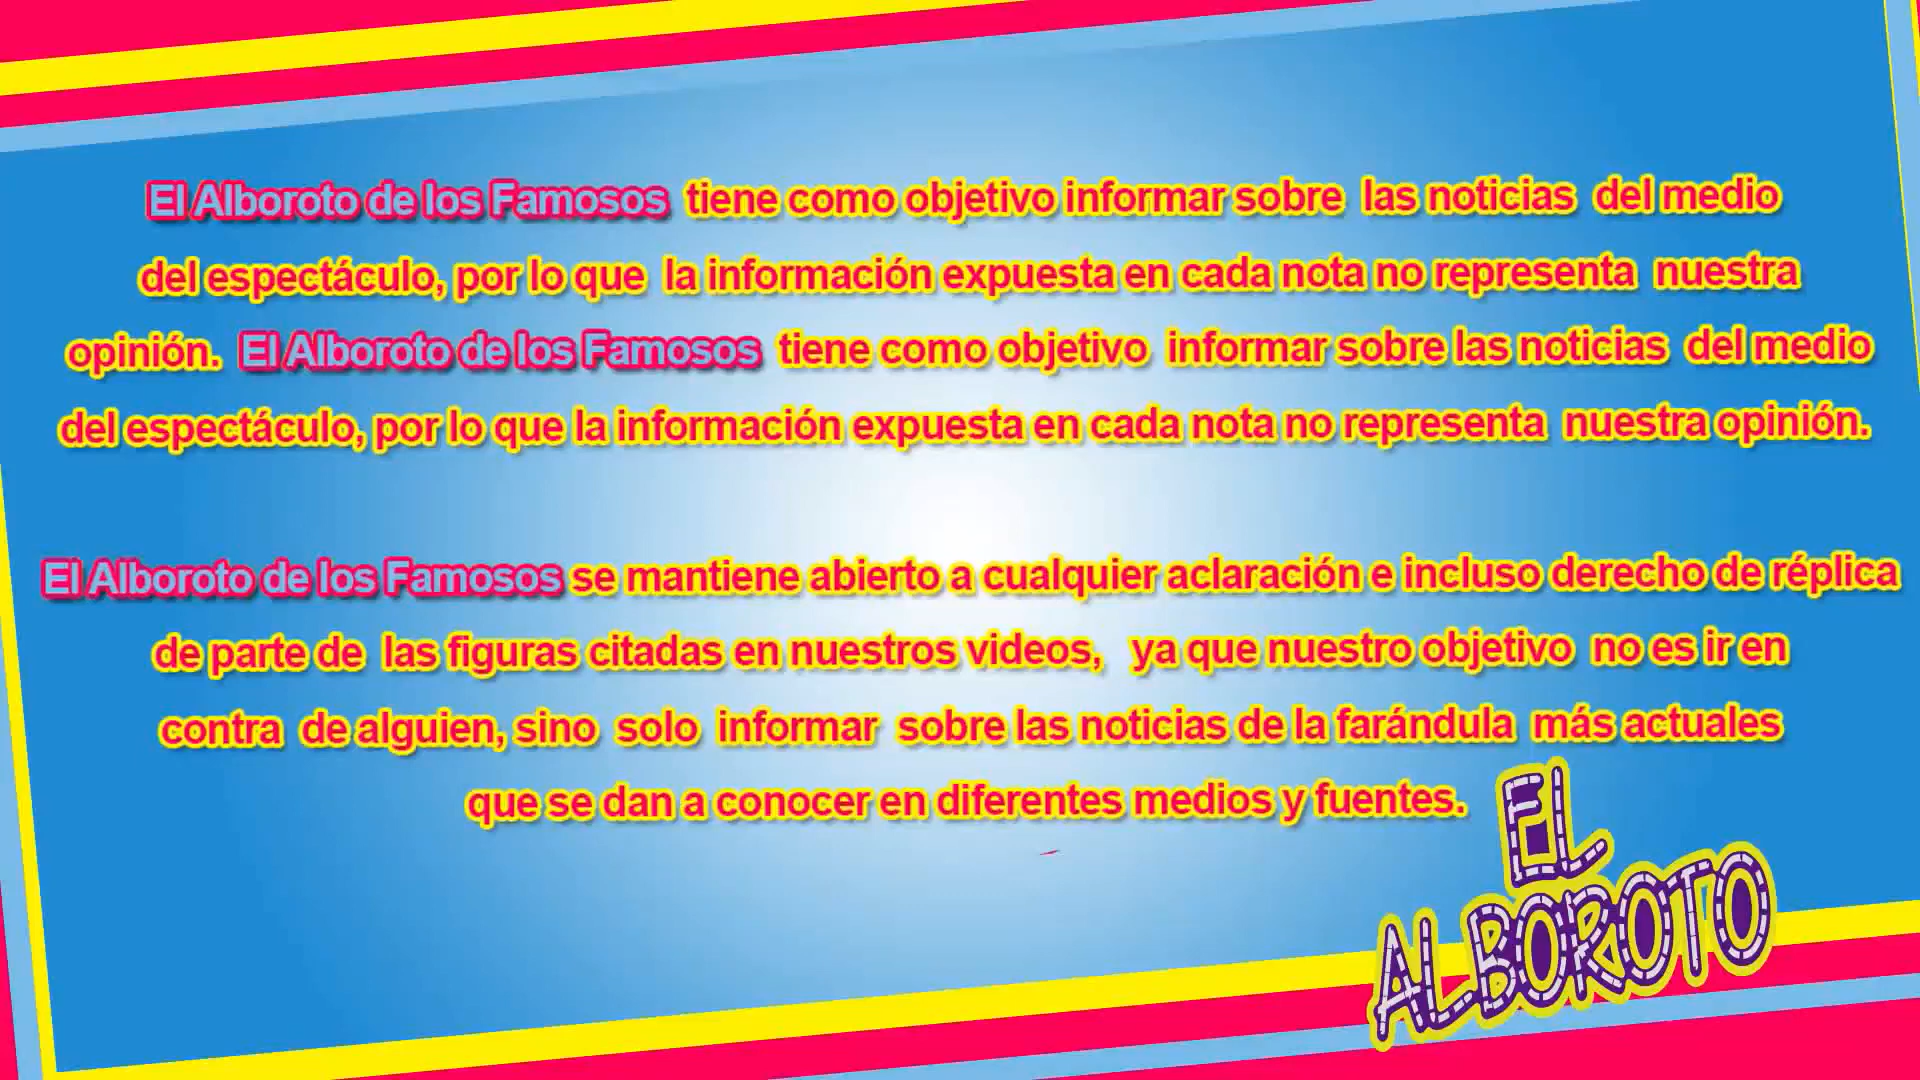 El Alboroto de los Famosos tiene como objetivo informar sobre las noticias del medio
del espectáculo, por lo que la información expuesta en cada nota no representa nuestra
opinión. El Alboroto de los Famosos tiene como objetivo informar sobre las noticias del medio
del espectáculo, por lo que la información expuesta en cada nota no representa nuestra opinión.
El Alboroto de los Famosos se mantiene abierto a cualquier aclaración e incluso derecho de réplica
de parte de las figuras citadas en nuestros videos, ya que nuestro objetivo no es ir en
contra de alguien, sino solo informar sobre las noticias de la farándula más actuales
que se dan a conocer en diferentes medios y fuentes.
EL
ALBOROTO